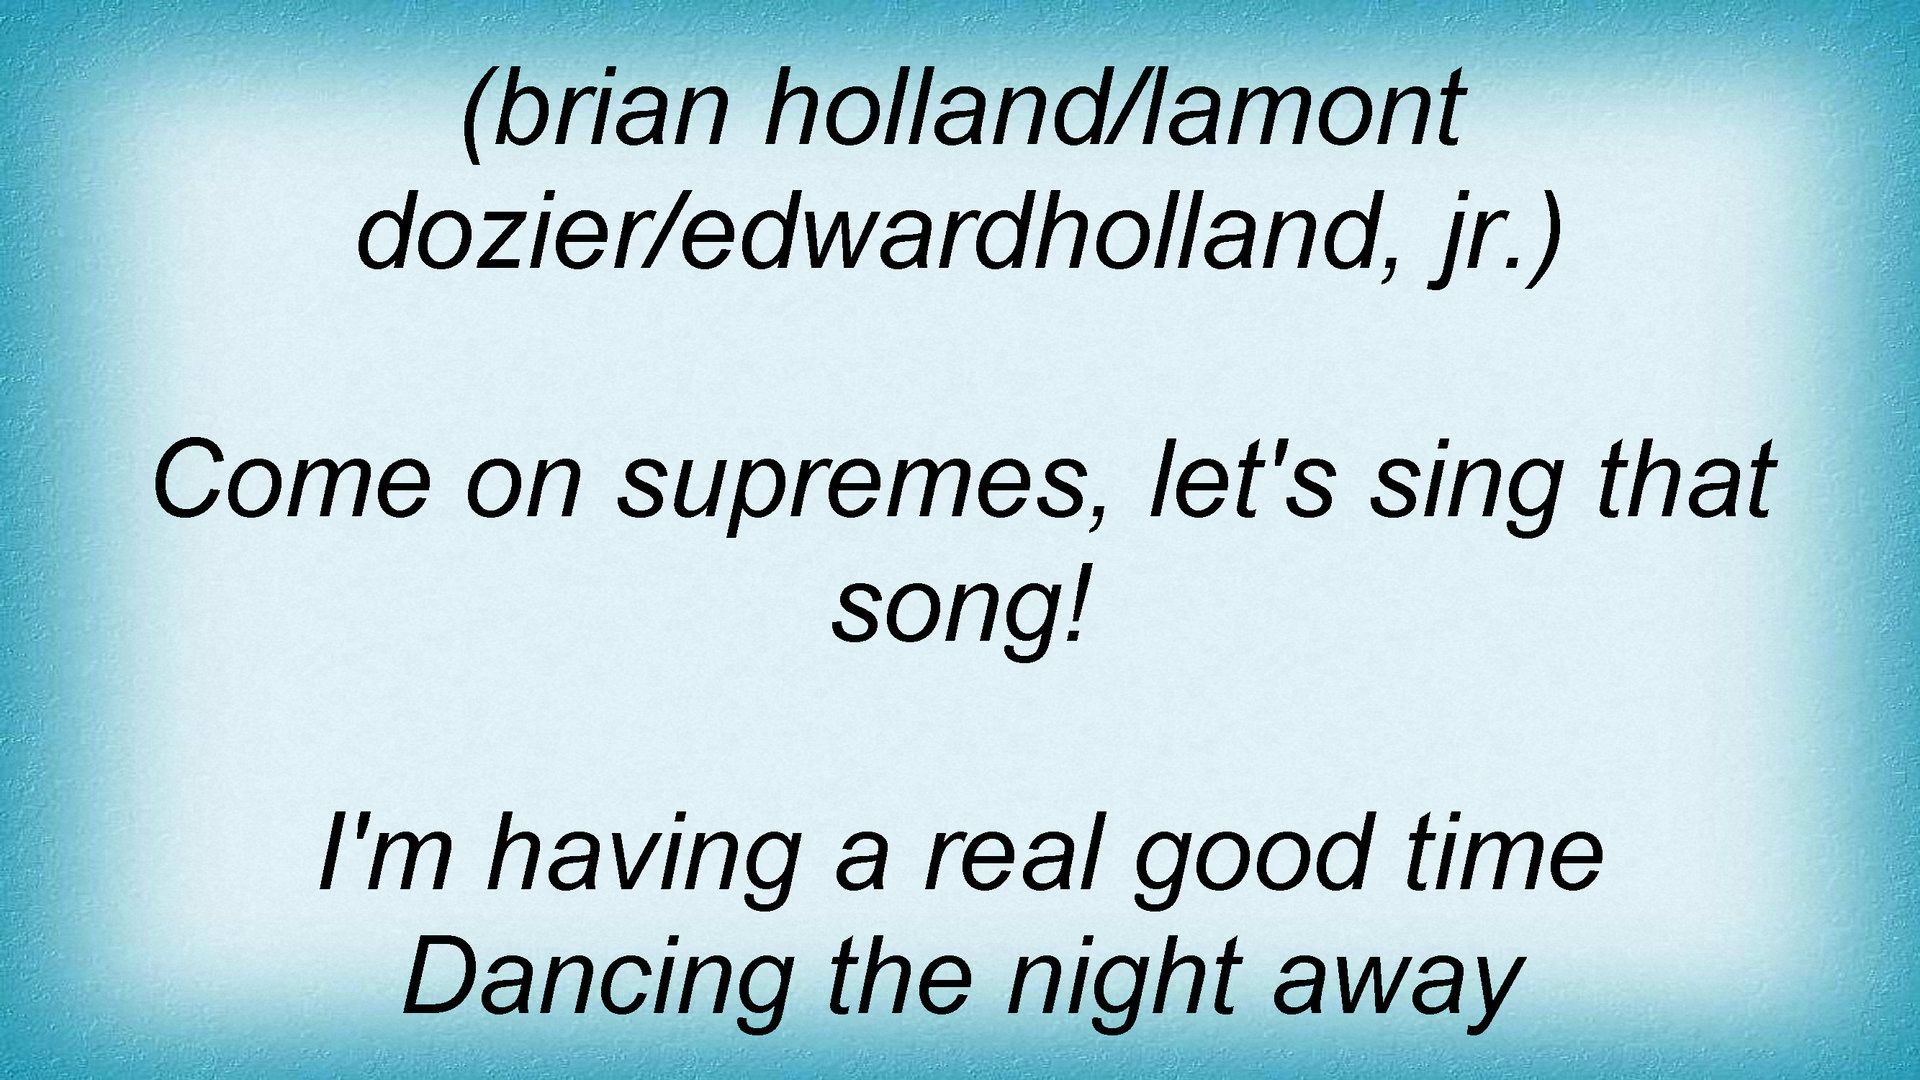 (brian holland/lamont
dozier/edwardholland, jr.)
Come on supremes, let's sing that
song!
I'm having a real good time
Dancing the night away